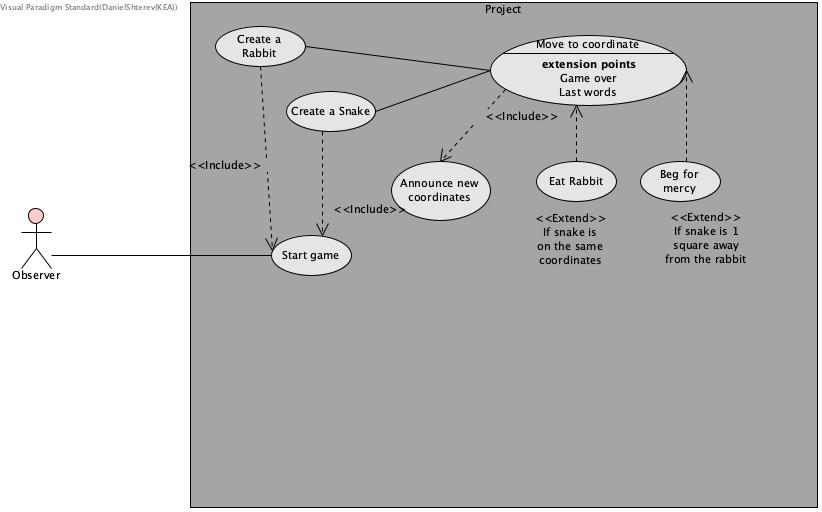 Visual Paradigm Standard(DanielShterev(KEA))
Project
Create a
Rabbit
Move to coordinate
extension points
Game over
Last words
Create a Snake
<<Include>>
<<Include>>
Announce new
coordinates
Eat Rabbit
Beg for
mercy
<<Include>>
<<Extend>>
If snake is
on the same
coordinates
<<Extend>>
If snake is 1
square away
from the rabbit
Start game
Observer